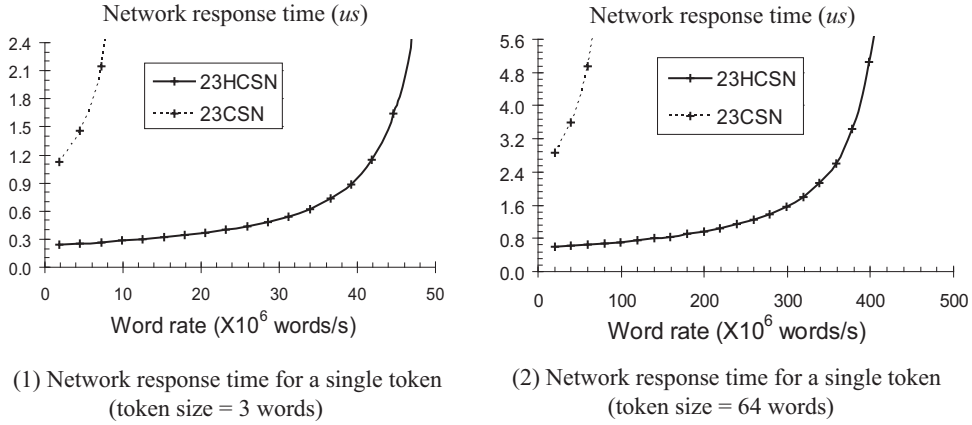 Network response time (us)
2.4
2.1
1.8
1.5
1.2
0.9
0.6
0.3
0.0
23HCSN
23CSN
0 10 20 30 40 50
Word rate (X10⁶ words/s)
(1) Network response time for a single token
(token size = 3 words)
Network response time (us)
5.6
4.8
4.0
3.2
2.4
1.6
0.8
0.0
23HCSN
23CSN
0 100 200 300 400 500
Word rate (X10⁶ words/s)
(2) Network response time for a single token
(token size = 64 words)